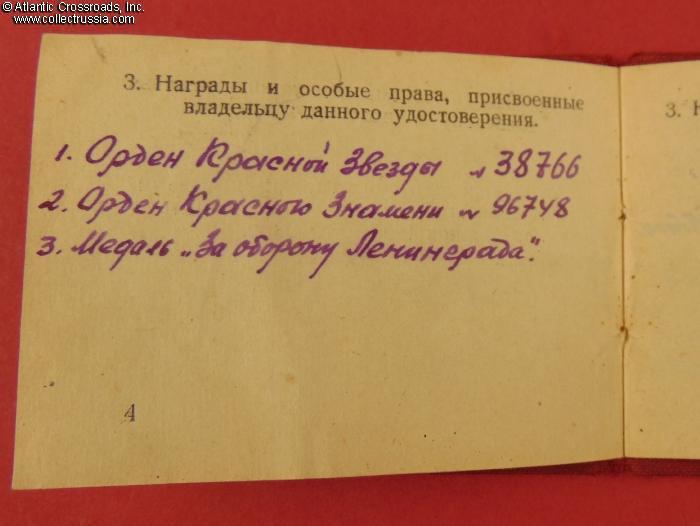 © Atlantic Crossroads, Inc.
www.collectrussia.com
3. Награды и особые права, присвоенные
владельцу данного удостоверения.
1. Орден Красной Звезды № 38766
2. Орден Красного Знамени № 96748
3. Медаль „За оборону Ленинграда".
4
3.